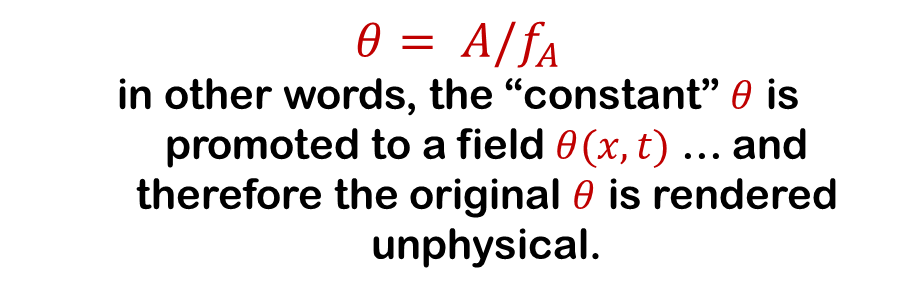 θ = A/f_A
in other words, the “constant” θ is
promoted to a field θ(x, t) … and
therefore the original θ is rendered
unphysical.